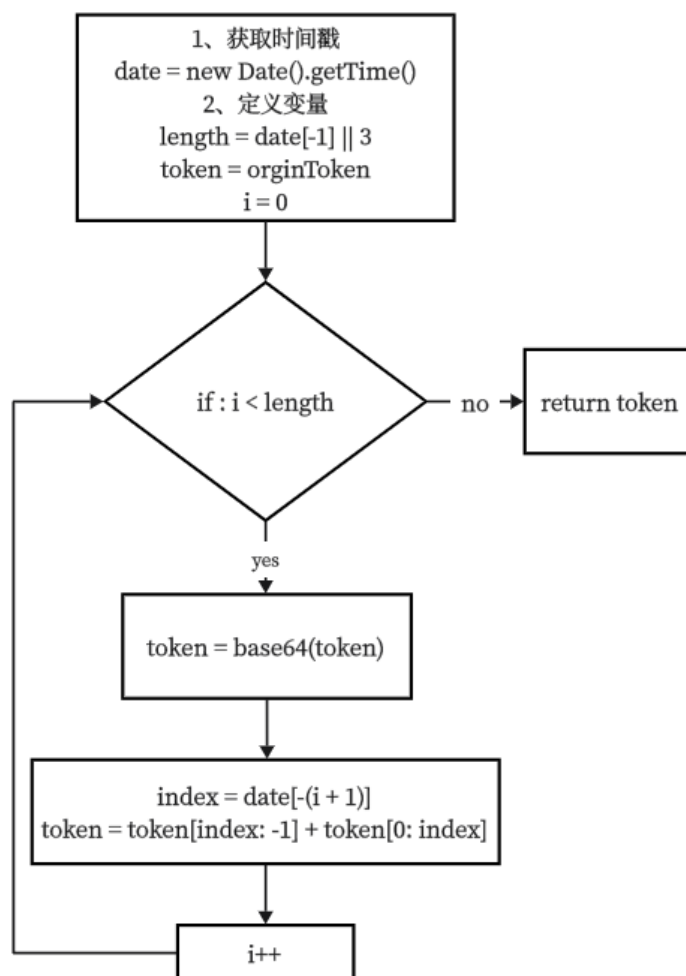 1、获取时间戳
date = new Date().getTime()
2、定义变量
length = date[-1] || 3
token = orginToken
i = 0
if : i < length
no
return token
yes
token = base64(token)
index = date[-(i + 1)]
token = token[index: -1] + token[0: index]
i++